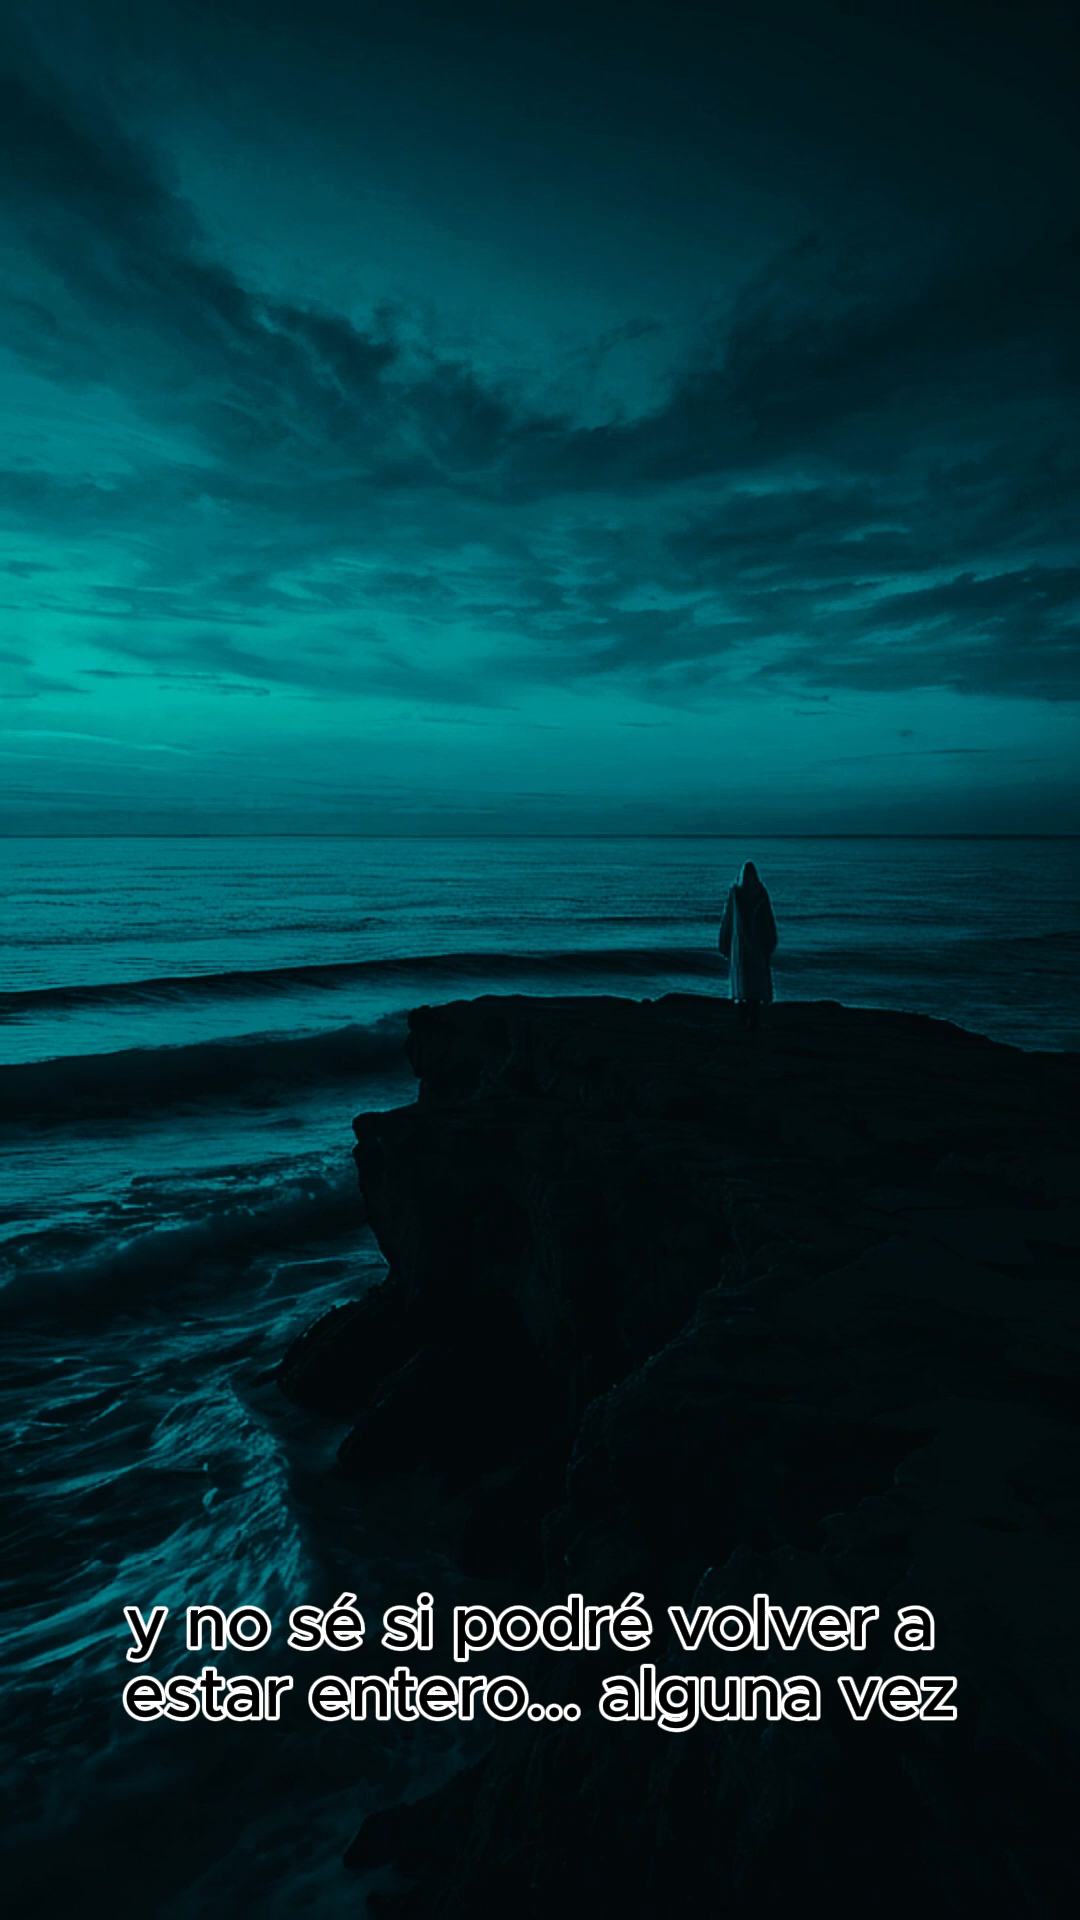 y no sé si podré volver a
estar entero... alguna vez